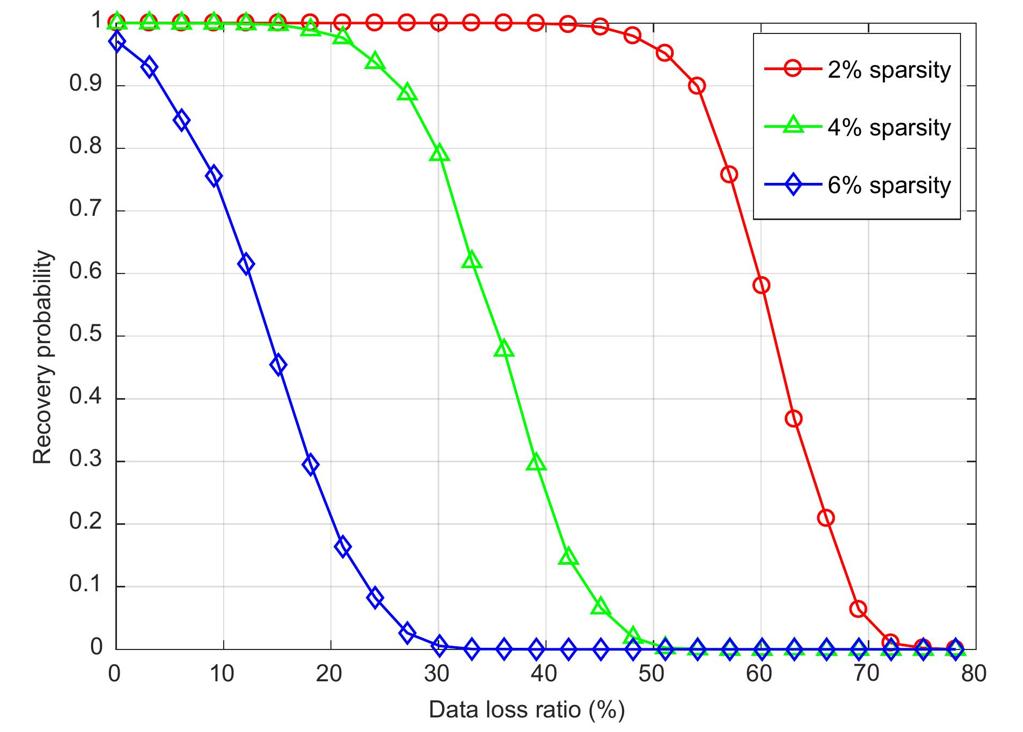 1
0.9
0.8
0.7
0.6
0.5
0.4
0.3
0.2
0.1
0
Recovery probability
2% sparsity
4% sparsity
6% sparsity
0 10 20 30 40 50 60 70 80
Data loss ratio (%)